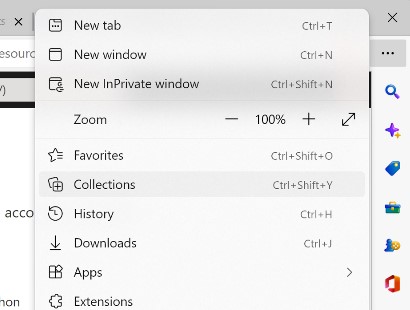 New tab Ctrl+T
New window Ctrl+N
esourc
New InPrivate window Ctrl+Shift+N
/)
Zoom 100%
Favorites Ctrl+Shift+O
Collections Ctrl+Shift+Y
acco
History Ctrl+H
Downloads Ctrl+J
Apps
hon
Extensions